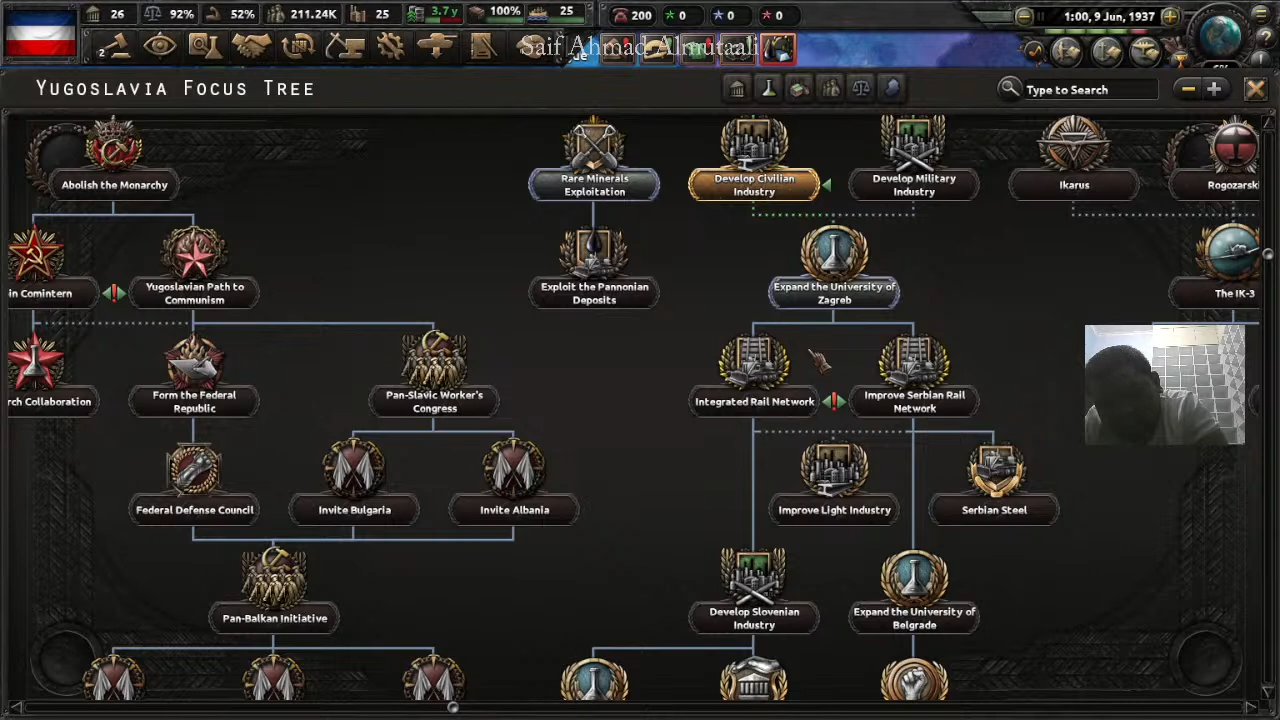 26 92% 52% 211.24K 25 3.7 y 100% 25 200 0 0 0 1:00, 9 Jun, 1937
2 Saif Ahmad Almutaali
Yugoslavia Focus Tree
Type to Search
Abolish the Monarchy
Rare Minerals
Exploitation
Develop Civilian
Industry
Develop Military
Industry
Ikarus
Rogozarski
in Comintern
Yugoslavian Path to
Communism
Exploit the Pannonian
Deposits
Expand the University of
Zagreb
The IK-3
rch Collaboration
Form the Federal
Republic
Pan-Slavic Worker's
Congress
Integrated Rail Network
Improve Serbian Rail
Network
Federal Defense Council
Invite Bulgaria
Invite Albania
Improve Light Industry
Serbian Steel
Pan-Balkan Initiative
Develop Slovenian
Industry
Expand the University of
Belgrade